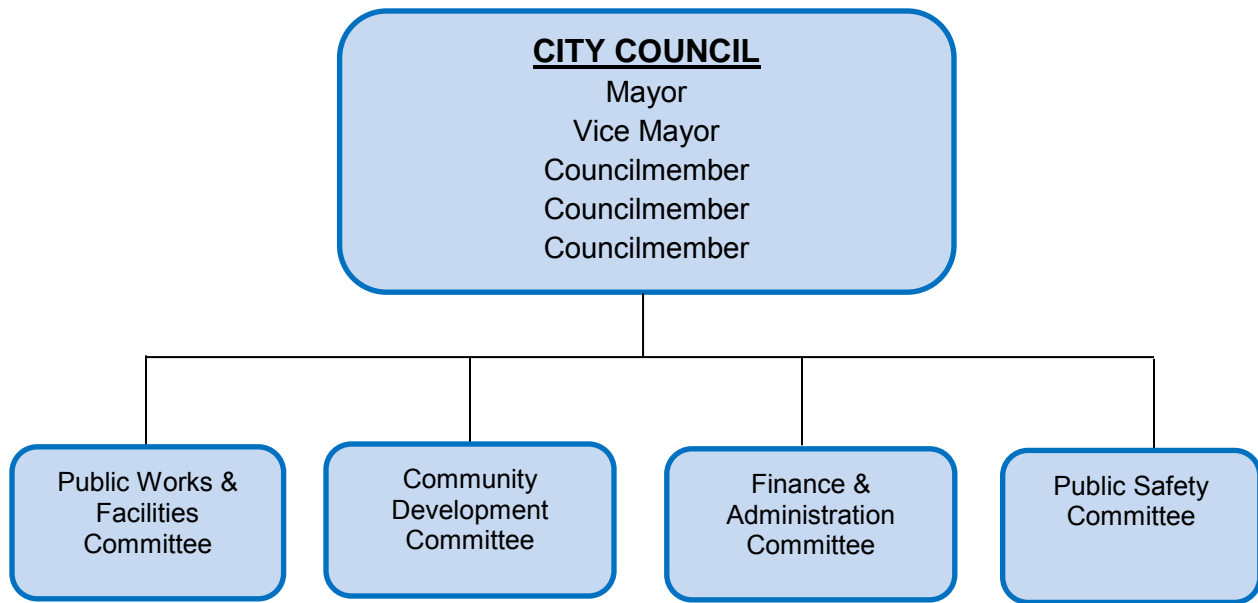 CITY COUNCIL
Mayor
Vice Mayor
Councilmember
Councilmember
Councilmember
Public Works &
Facilities
Committee
Community
Development
Committee
Finance &
Administration
Committee
Public Safety
Committee